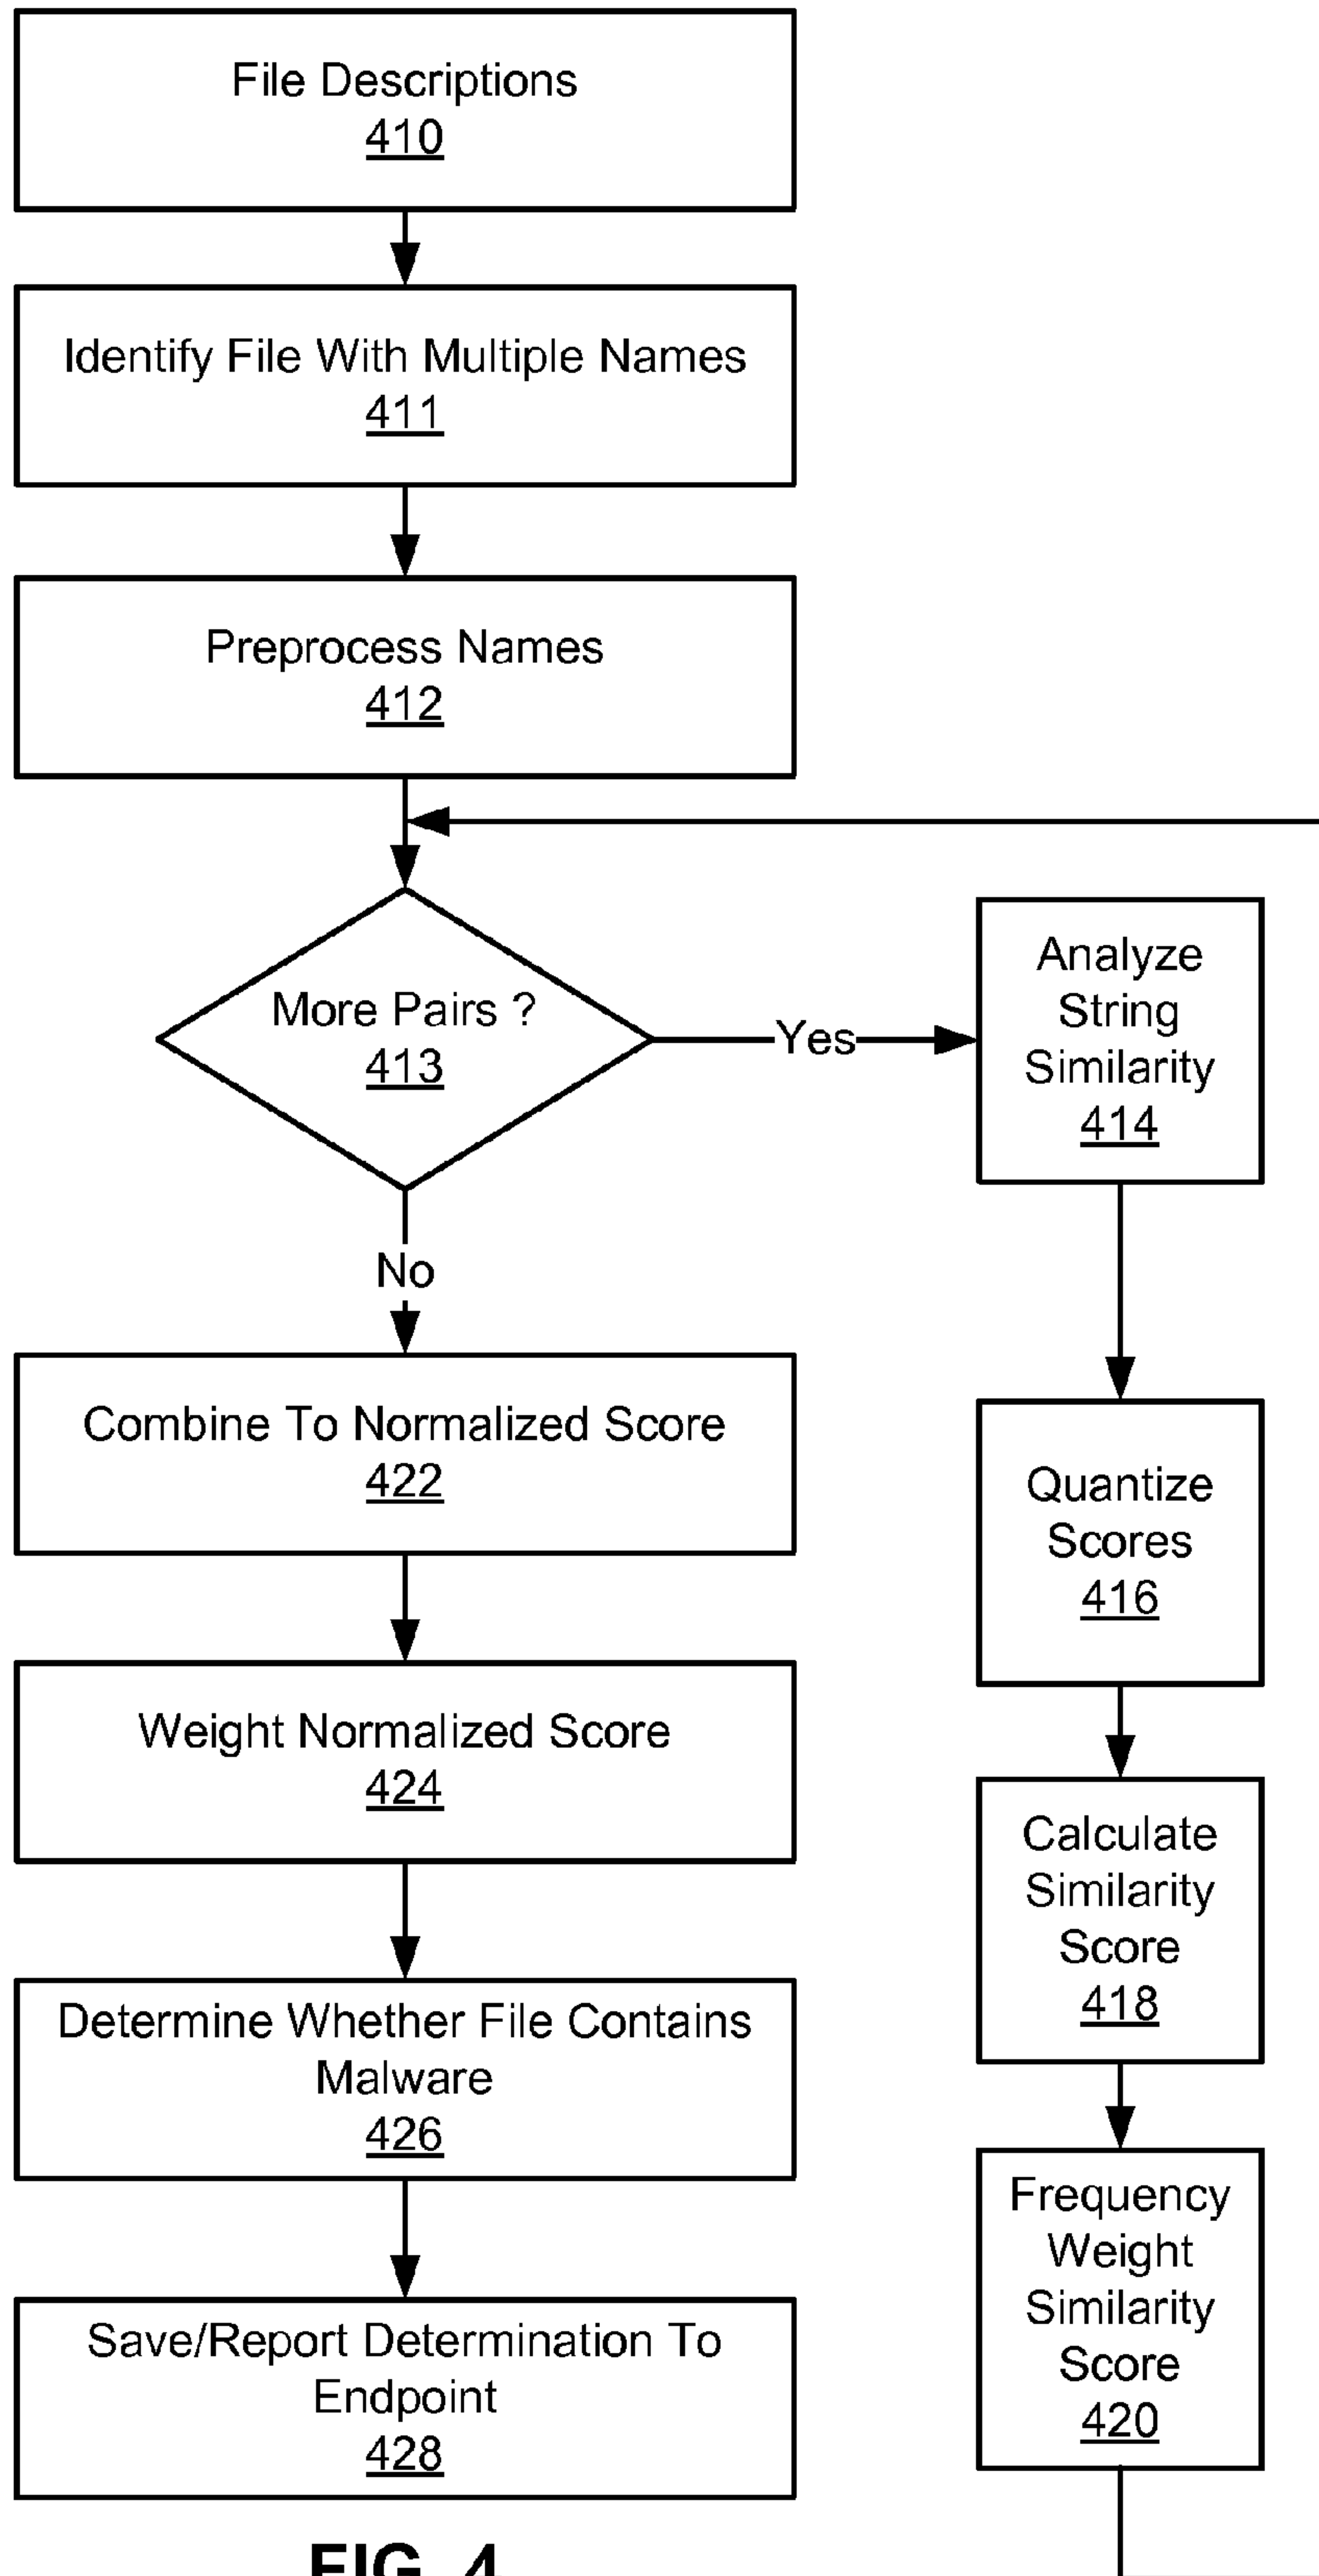 File Descriptions
410
Identify File With Multiple Names
411
Preprocess Names
412
More Pairs ?
413
Yes
Analyze
String
Similarity
414
No
Quantize
Scores
416
Calculate
Similarity
Score
418
Frequency
Weight
Similarity
Score
420
Combine To Normalized Score
422
Weight Normalized Score
424
Determine Whether File Contains
Malware
426
Save/Report Determination To
Endpoint
428
FIG. 4